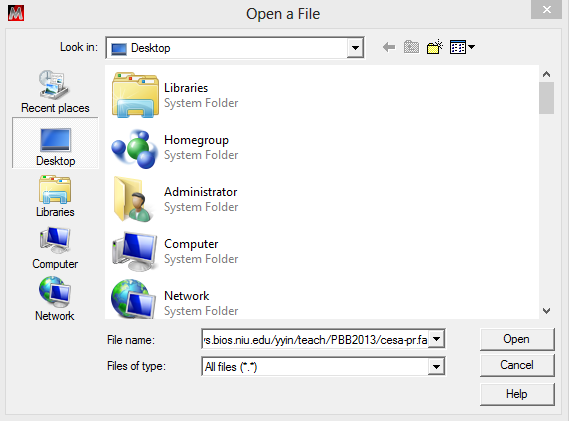 Open a File
Look in:
Desktop
Recent places
Desktop
Libraries
Computer
Network
Libraries
System Folder
Homegroup
System Folder
Administrator
System Folder
Computer
System Folder
Network
System Folder
File name:
s.bios.niu.edu/yyin/teach/PBB2013/cesa-pr.fa
Open
Files of type:
All files (*.*)
Cancel
Help